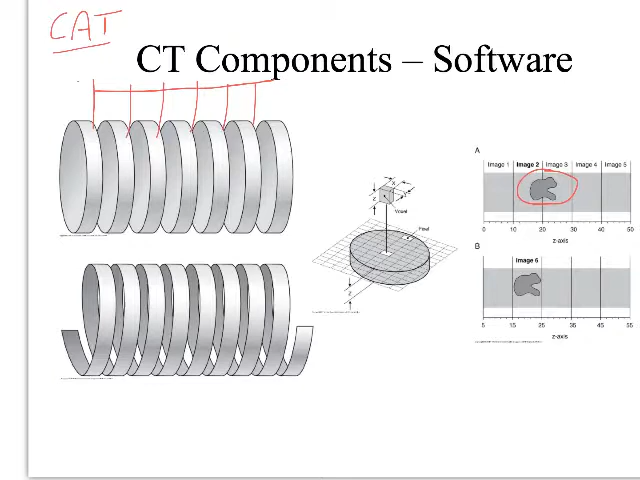 CAT
CT Components – Software
A
Image 1 Image 2 Image 3 Image 4 Image 5
0 10 20 30 40 50
z-axis
B
Image 6
5 15 25 35 45 55
z-axis
X
Y
Z
Voxel
Pixel
Z